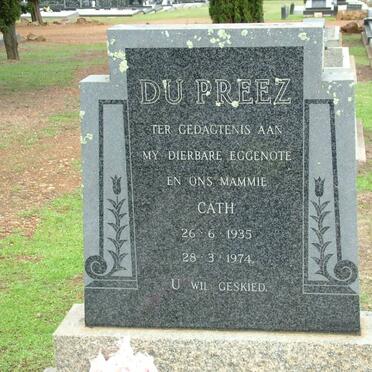 DU PREEZ
TER GEDAGTENIS AAN
MY DIERBARE EGGENOTE
EN ONS MAMMIE
CATH
26-6-1935
28-3-1974.
U WIL GESKIED.